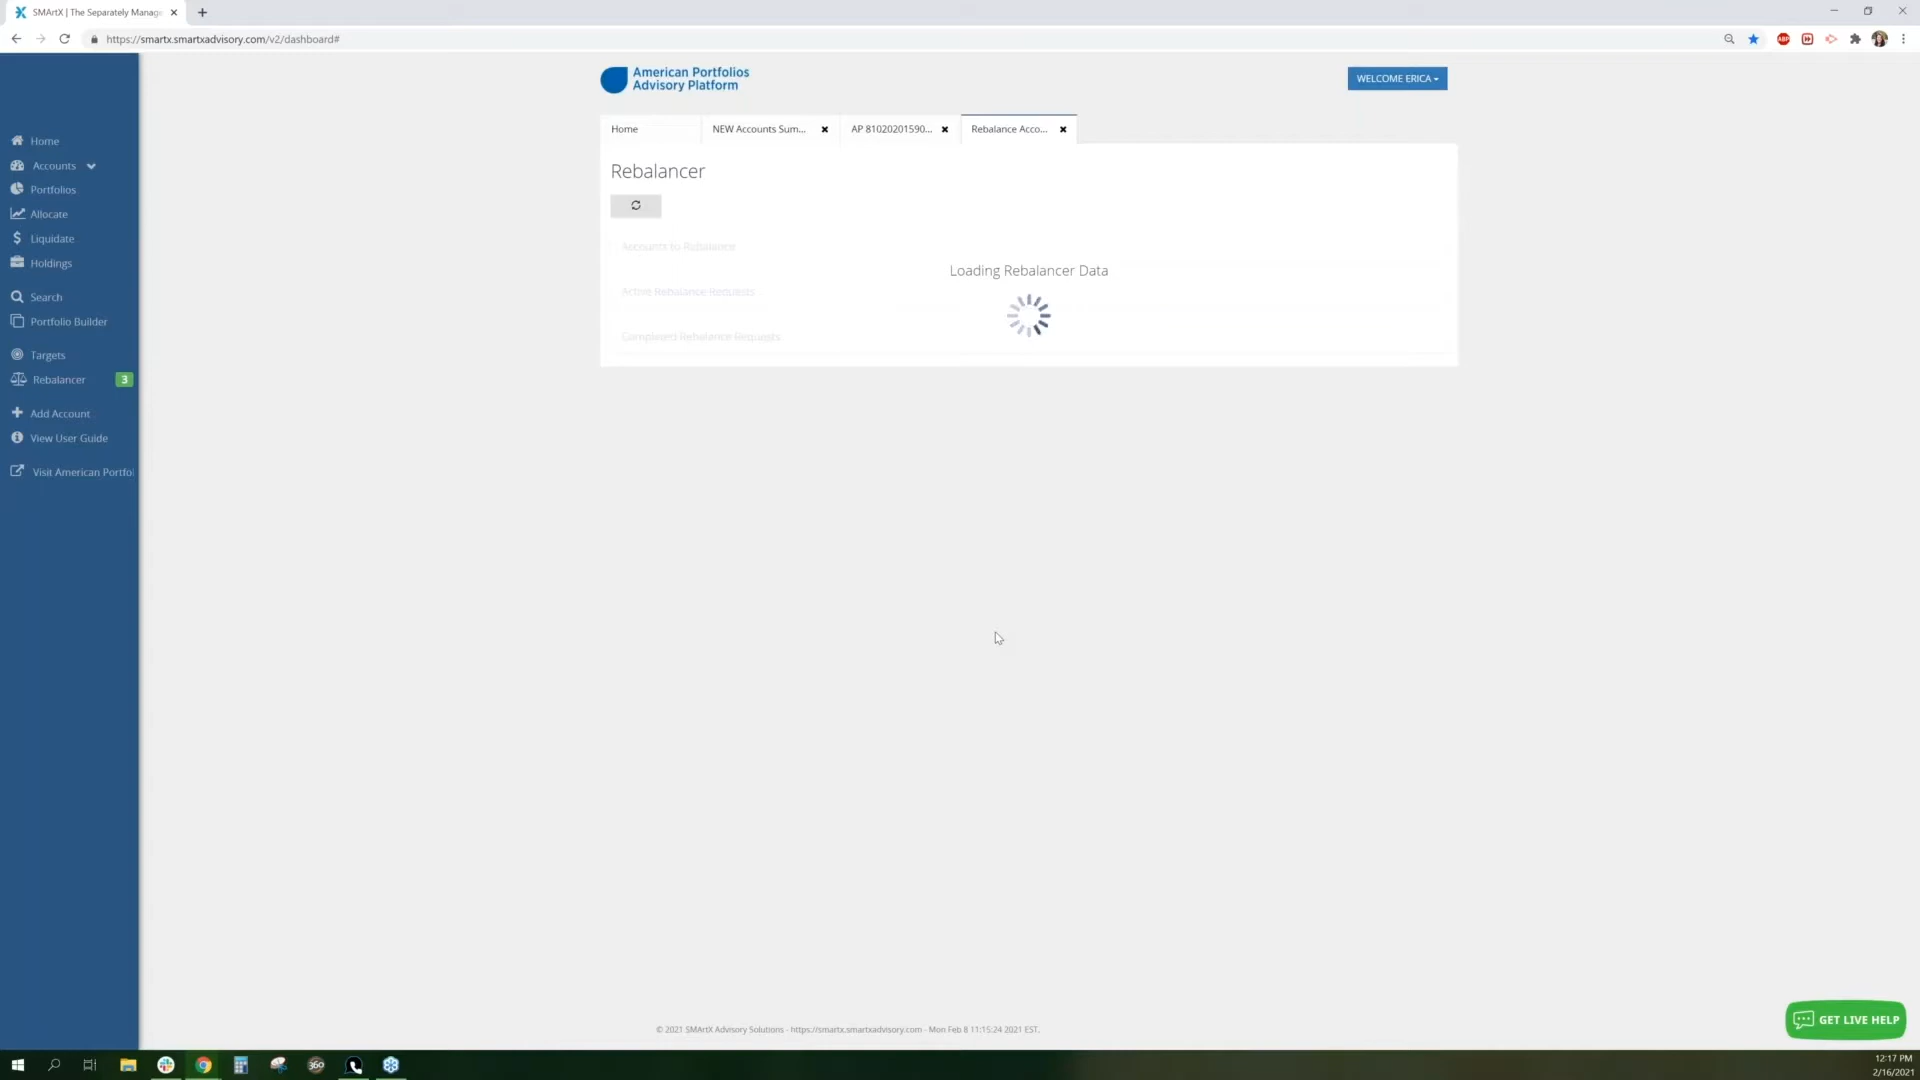 SMArtX | The Separately Manage
https://smartx.smartxadvisory.com/v2/dashboard#
ABP
American Portfolios
Advisory Platform
WELCOME ERICA
Home
Accounts
Portfolios
Allocate
Liquidate
Holdings
Search
Portfolio Builder
Targets
Rebalancer 3
Add Account
View User Guide
Visit American Portfol
Home
NEW Accounts Sum...
AP 81020201590...
Rebalance Acco...
Rebalancer
Accounts to Rebalance
Loading Rebalancer Data
Active Rebalance Requests
Completed Rebalance Requests
© 2021 SMArtX Advisory Solutions - https://smartx.smartxadvisory.com - Mon Feb 8 11:15:24 2021 EST.
GET LIVE HELP
360
12:17 PM
2/16/2021